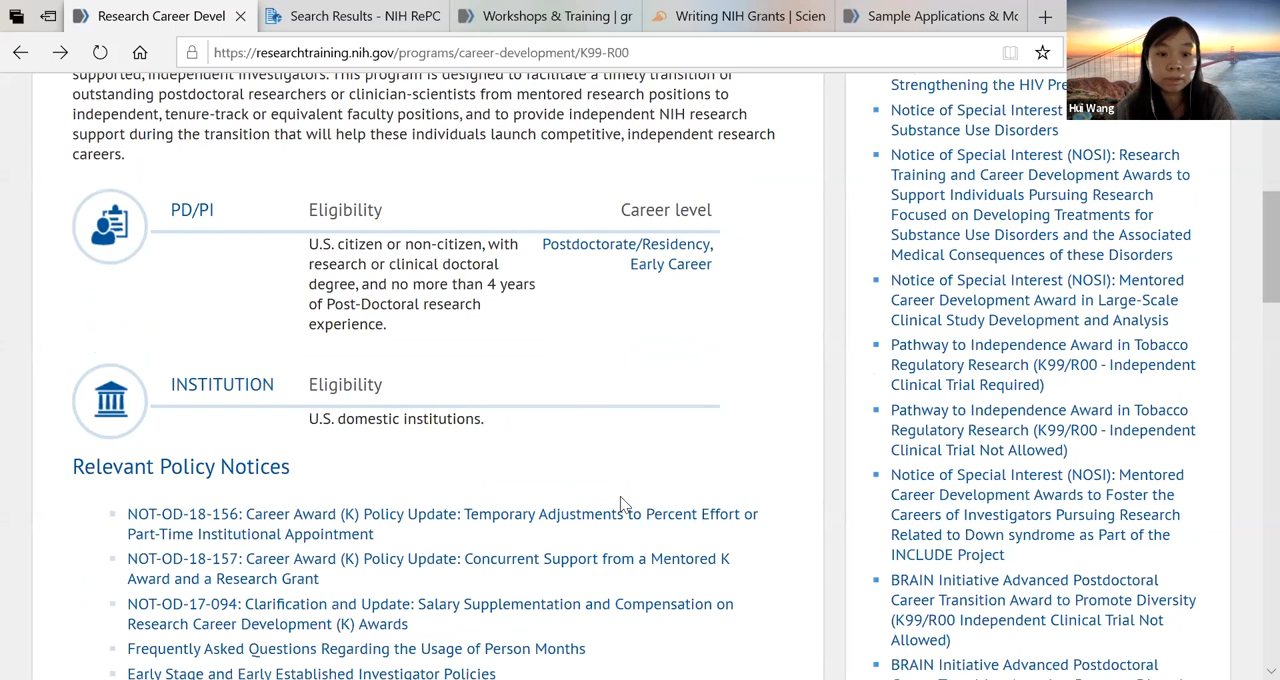 Research Career Devel
Search Results - NIH RePC
Workshops & Training | gr
Writing NIH Grants | Scien
Sample Applications & Mc
https://researchtraining.nih.gov/programs/career-development/K99-R00
Hui Wang
supported, independent investigators. This program is designed to facilitate a timely transition of
outstanding postdoctoral researchers or clinician-scientists from mentored research positions to
independent, tenure-track or equivalent faculty positions, and to provide independent NIH research
support during the transition that will help these individuals launch competitive, independent research
careers.
PD/PI
Eligibility
Career level
U.S. citizen or non-citizen, with
research or clinical doctoral
degree, and no more than 4 years
of Post-Doctoral research
experience.
Postdoctorate/Residency,
Early Career
INSTITUTION
Eligibility
U.S. domestic institutions.
Relevant Policy Notices
NOT-OD-18-156: Career Award (K) Policy Update: Temporary Adjustments to Percent Effort or
Part-Time Institutional Appointment
NOT-OD-18-157: Career Award (K) Policy Update: Concurrent Support from a Mentored K
Award and a Research Grant
NOT-OD-17-094: Clarification and Update: Salary Supplementation and Compensation on
Research Career Development (K) Awards
Frequently Asked Questions Regarding the Usage of Person Months
Early Stage and Early Established Investigator Policies
Strengthening the HIV Pre
Notice of Special Interest
Substance Use Disorders
Notice of Special Interest (NOSI): Research
Training and Career Development Awards to
Support Individuals Pursuing Research
Focused on Developing Treatments for
Substance Use Disorders and the Associated
Medical Consequences of these Disorders
Notice of Special Interest (NOSI): Mentored
Career Development Award in Large-Scale
Clinical Study Development and Analysis
Pathway to Independence Award in Tobacco
Regulatory Research (K99/R00 - Independent
Clinical Trial Required)
Pathway to Independence Award in Tobacco
Regulatory Research (K99/R00 - Independent
Clinical Trial Not Allowed)
Notice of Special Interest (NOSI): Mentored
Career Development Awards to Foster the
Careers of Investigators Pursuing Research
Related to Down syndrome as Part of the
INCLUDE Project
BRAIN Initiative Advanced Postdoctoral
Career Transition Award to Promote Diversity
(K99/R00 Independent Clinical Trial Not
Allowed)
BRAIN Initiative Advanced Postdoctoral